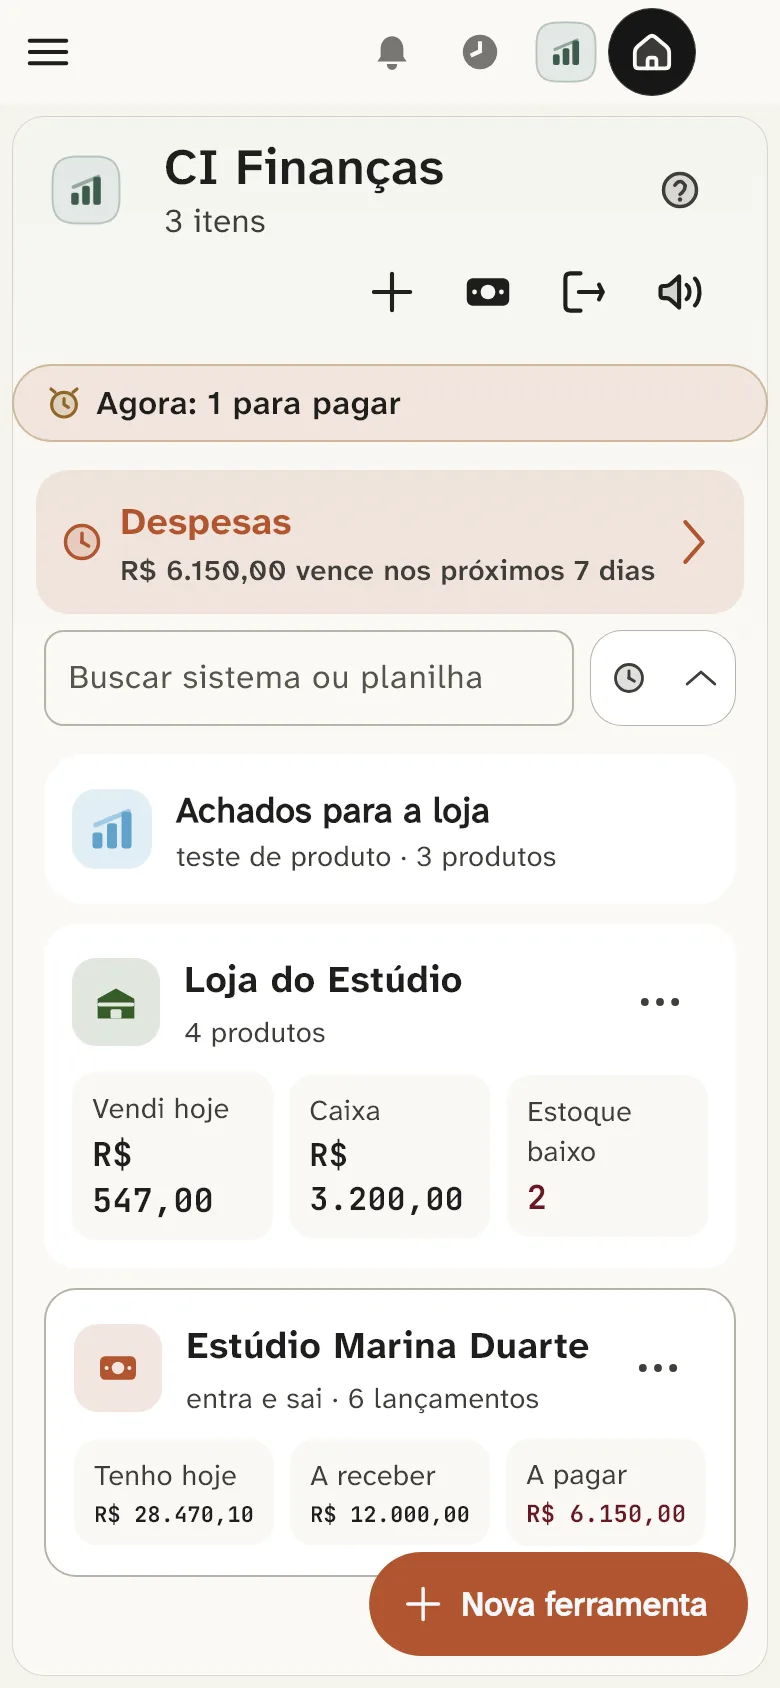 CI Finanças
3 itens
Agora: 1 para pagar
Despesas
R$ 6.150,00 vence nos próximos 7 dias
Buscar sistema ou planilha
Achados para a loja
teste de produto · 3 produtos
Loja do Estúdio
4 produtos
Vendi hoje
R$
547,00
Caixa
R$
3.200,00
Estoque
baixo
2
Estúdio Marina Duarte
entra e sai · 6 lançamentos
Tenho hoje
R$ 28.470,10
A receber
R$ 12.000,00
A pagar
R$ 6.150,00
Nova ferramenta